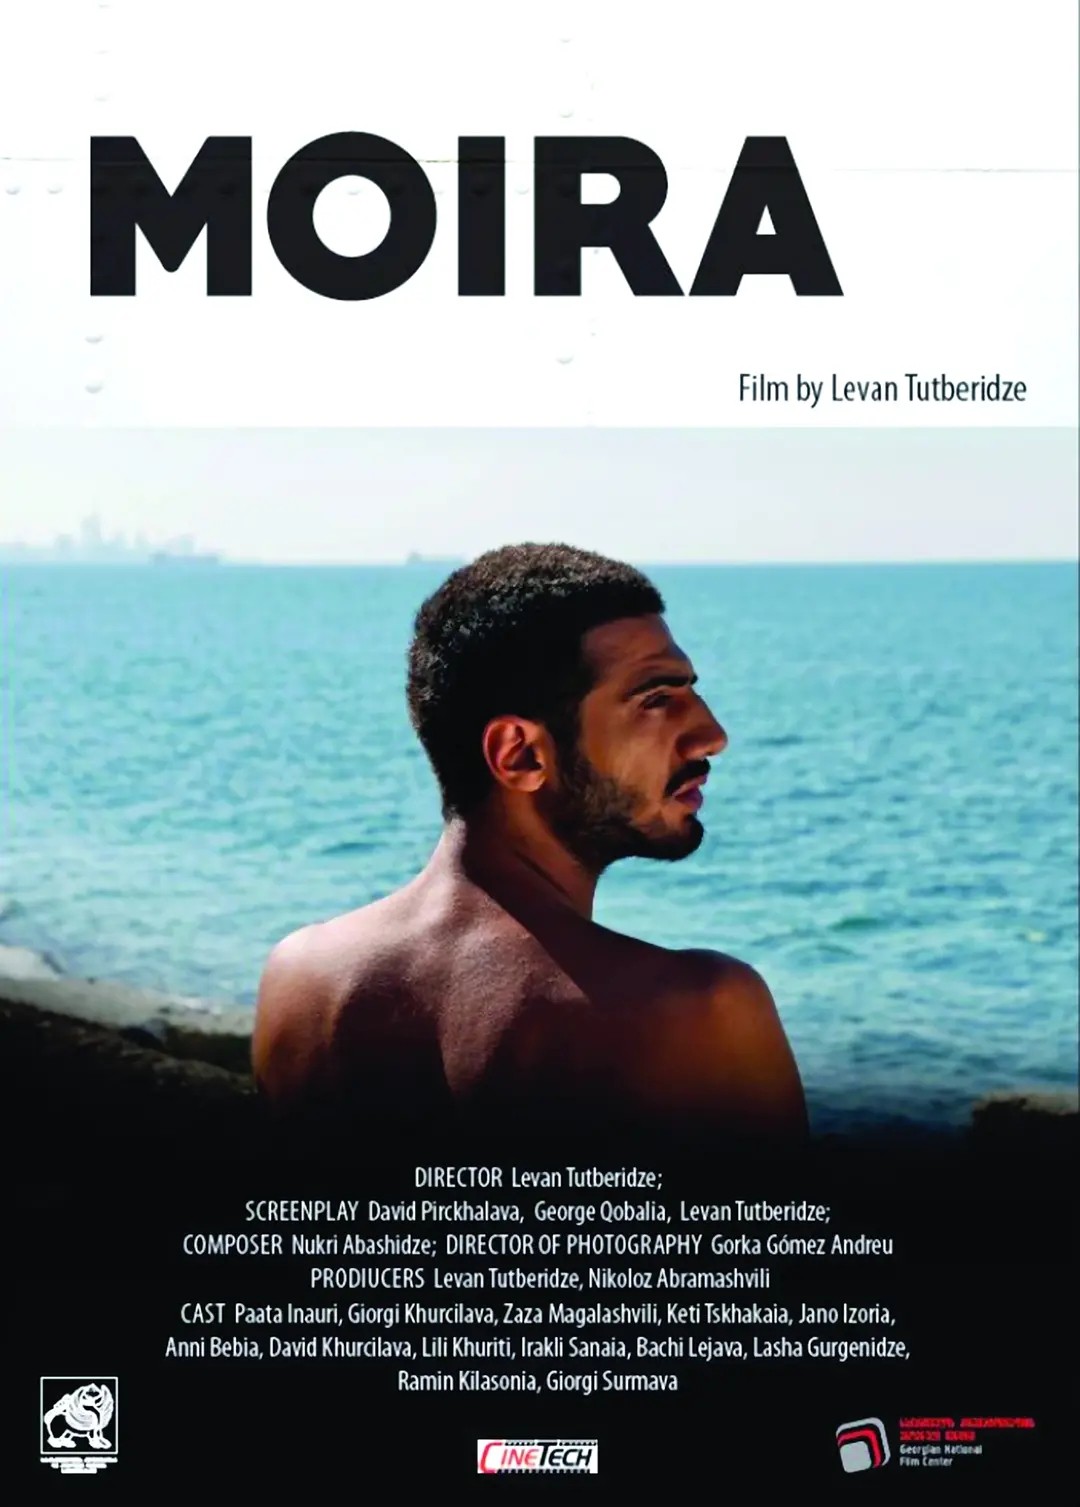 MOIRA
Film by Levan Tutberidze
DIRECTOR Levan Tutberidze;
SCREENPLAY David Pirckhalava, George Qobalia, Levan Tutberidze;
COMPOSER Nukri Abashidze; DIRECTOR OF PHOTOGRAPHY Gorka Gómez Andreu
PRODIUCERS Levan Tutberidze, Nikoloz Abramashvili
CAST Paata Inauri, Giorgi Khurcilava, Zaza Magalashvili, Keti Tskhakaia, Jano Izoria,
Anni Bebia, David Khurcilava, Lili Khuriti, Irakli Sanaia, Bachi Lejava, Lasha Gurgenidze,
Ramin Kilasonia, Giorgi Surmava
CINETECH
Georgian National
Film Center